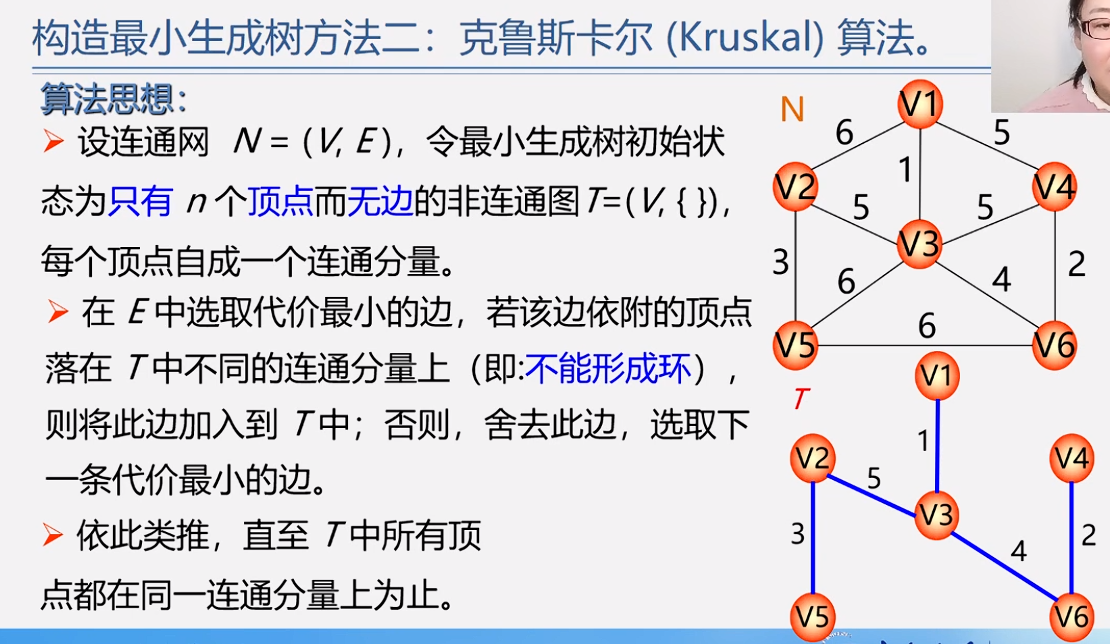 构造最小生成树方法二：克鲁斯卡尔 (Kruskal) 算法。
算法思想：
➢ 设连通网 N = (V, E )，令最小生成树初始状
态为只有 n 个顶点而无边的非连通图T=(V, { })，
每个顶点自成一个连通分量。
➢ 在 E 中选取代价最小的边，若该边依附的顶点
落在 T 中不同的连通分量上（即:不能形成环），
则将此边加入到 T 中；否则，舍去此边，选取下
一条代价最小的边。
➢ 依此类推，直至 T 中所有顶
点都在同一连通分量上为止。
N
V1
6
5
1
V2
V4
5
5
V3
3
2
6
4
V5
6
V6
T
V1
1
V2
V4
5
V3
3
4
2
V5
V6